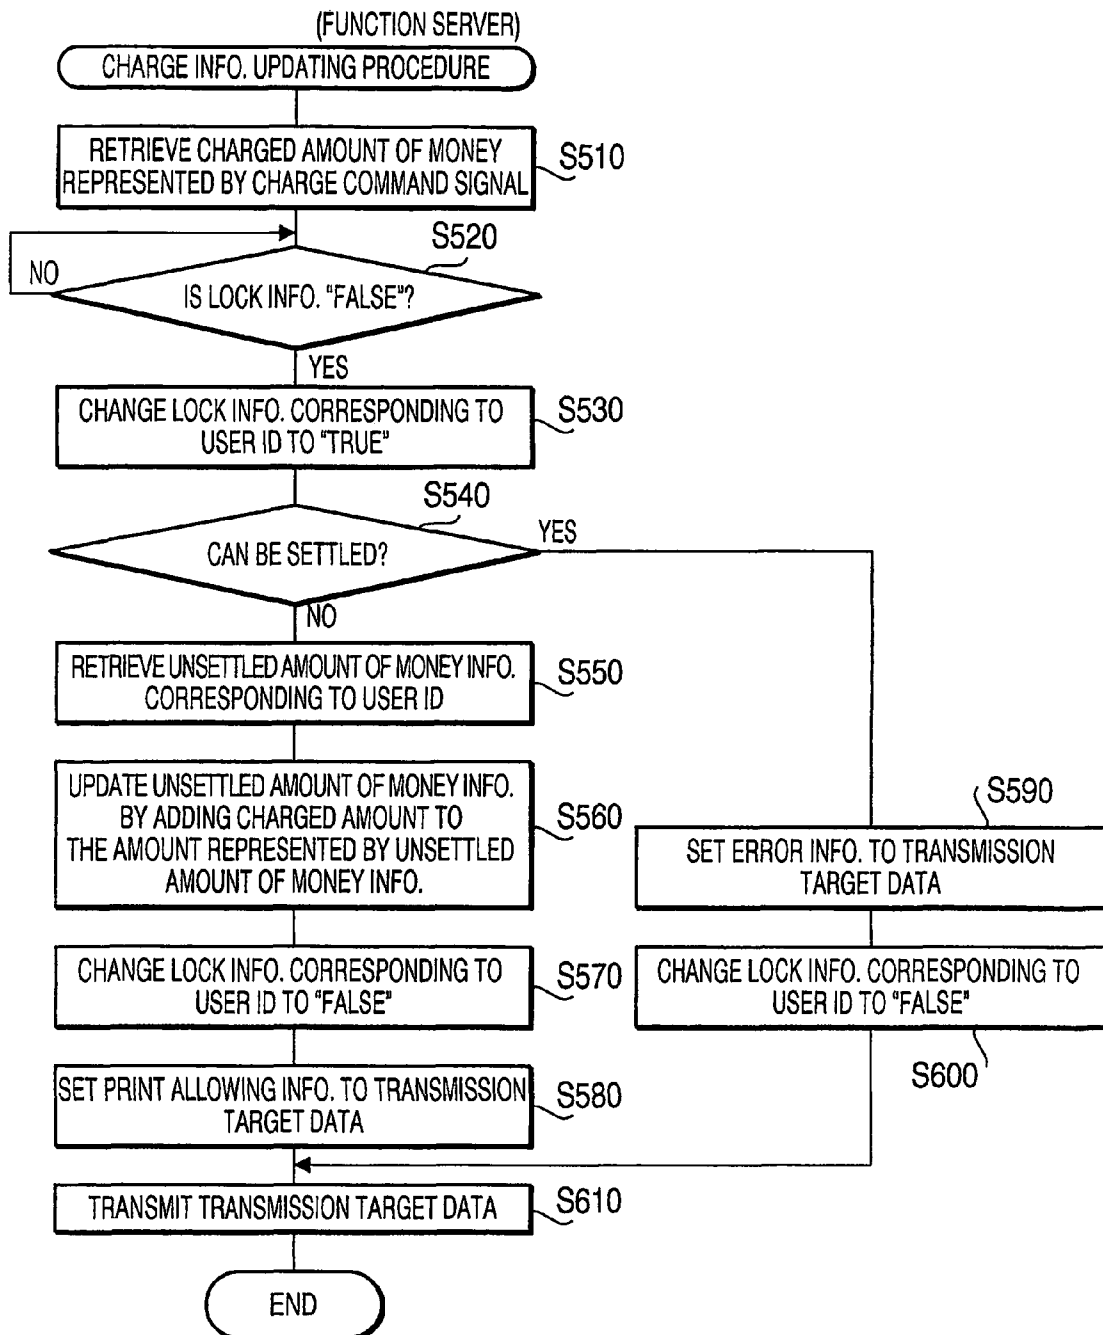 (FUNCTION SERVER)
CHARGE INFO. UPDATING PROCEDURE
RETRIEVE CHARGED AMOUNT OF MONEY
REPRESENTED BY CHARGE COMMAND SIGNAL
S510
S520
NO
IS LOCK INFO. "FALSE"?
YES
CHANGE LOCK INFO. CORRESPONDING TO
USER ID TO "TRUE"
S530
S540
YES
CAN BE SETTLED?
NO
RETRIEVE UNSETTLED AMOUNT OF MONEY INFO.
CORRESPONDING TO USER ID
S550
UPDATE UNSETTLED AMOUNT OF MONEY INFO.
BY ADDING CHARGED AMOUNT TO
THE AMOUNT REPRESENTED BY UNSETTLED
AMOUNT OF MONEY INFO.
S560
S590
SET ERROR INFO. TO TRANSMISSION
TARGET DATA
CHANGE LOCK INFO. CORRESPONDING TO
USER ID TO "FALSE"
S570
CHANGE LOCK INFO. CORRESPONDING TO
USER ID TO "FALSE"
S600
SET PRINT ALLOWING INFO. TO TRANSMISSION
TARGET DATA
S580
TRANSMIT TRANSMISSION TARGET DATA
S610
END